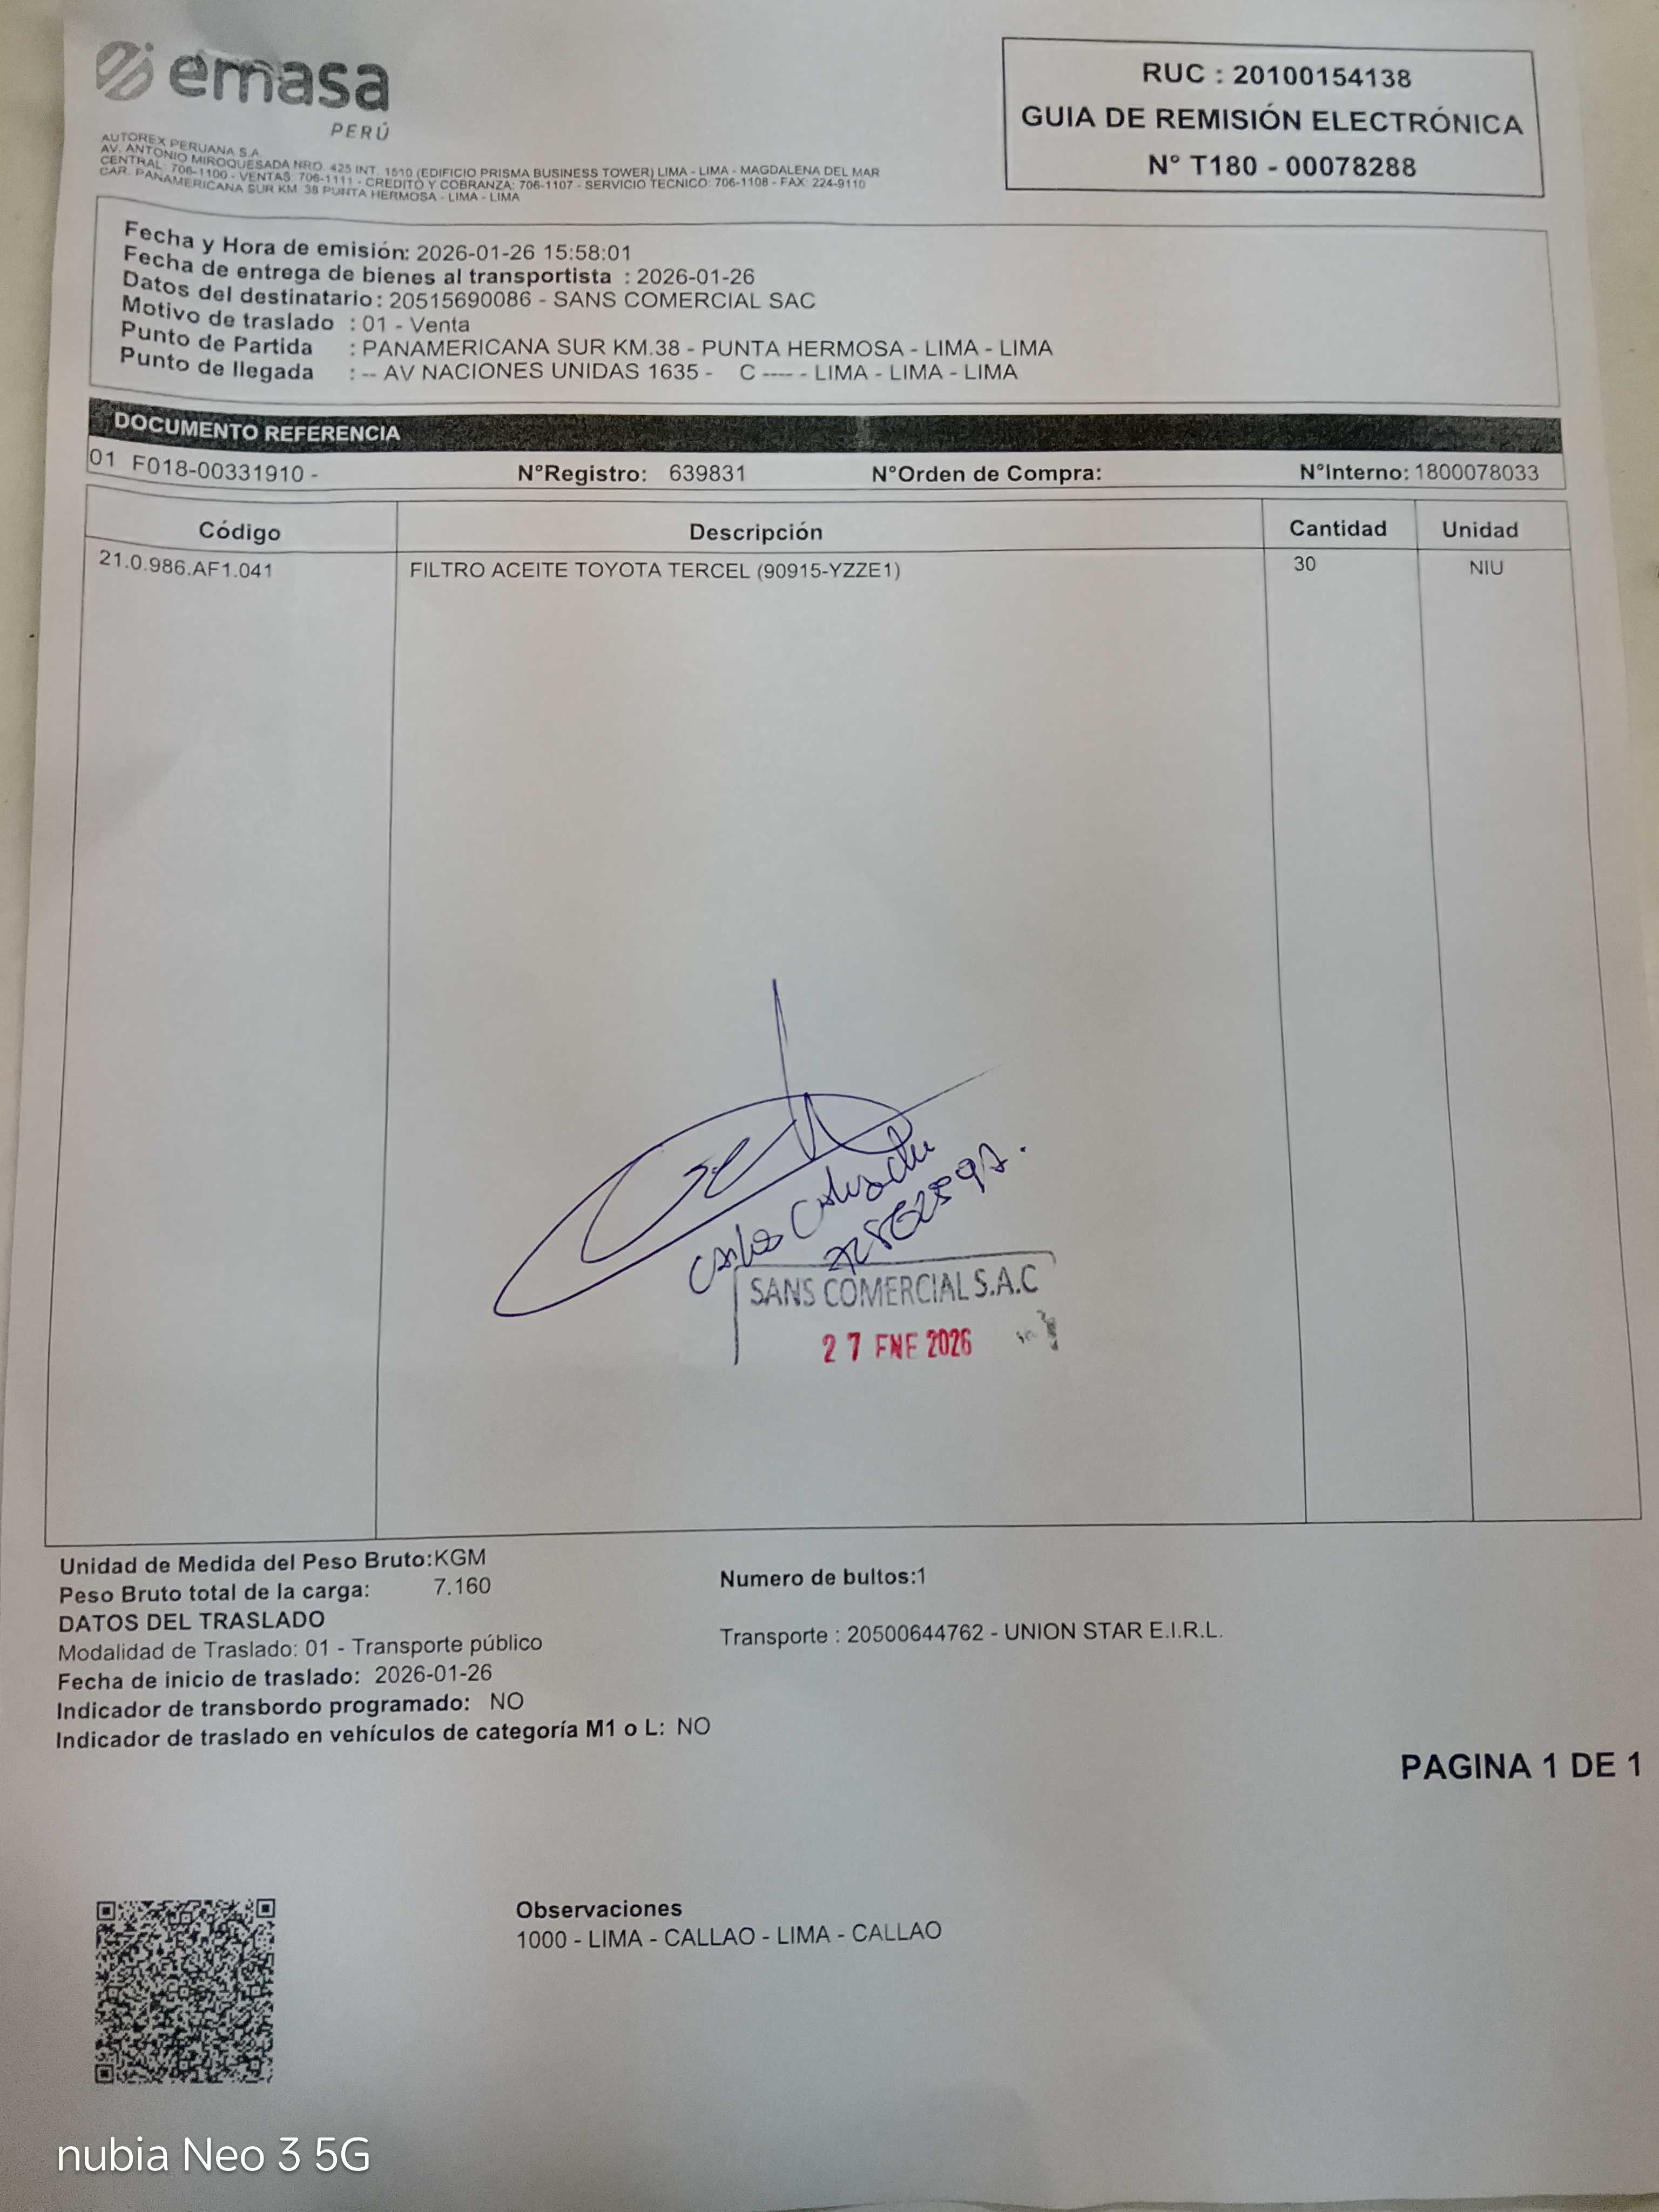 emasa
PERÚ
AUTOREX PERUANA S.A
AV. ANTONIO MIROQUESADA NRO. 425 INT. 1510 (EDIFICIO PRISMA BUSINESS TOWER) LIMA - LIMA - MAGDALENA DEL MAR
CENTRAL: 706-1100 - VENTAS: 706-1111 - CREDITO Y COBRANZA: 706-1107 - SERVICIO TECNICO: 706-1108 - FAX: 224-9110
CAR. PANAMERICANA SUR KM. 38 PUNTA HERMOSA - LIMA - LIMA
RUC : 20100154138
GUIA DE REMISIÓN ELECTRÓNICA
N° T180 - 00078288
Fecha y Hora de emisión: 2026-01-26 15:58:01
Fecha de entrega de bienes al transportista : 2026-01-26
Datos del destinatario: 20515690086 - SANS COMERCIAL SAC
Motivo de traslado : 01 - Venta
Punto de Partida : PANAMERICANA SUR KM.38 - PUNTA HERMOSA - LIMA - LIMA
Punto de llegada : -- AV NACIONES UNIDAS 1635 - C ---- - LIMA - LIMA - LIMA
DOCUMENTO REFERENCIA
01 F018-00331910 - N°Registro: 639831 N°Orden de Compra: N°Interno: 1800078033
Código Descripción Cantidad Unidad
21.0.986.AF1.041 FILTRO ACEITE TOYOTA TERCEL (90915-YZZE1) 30 NIU
Carlos
SANS COMERCIAL S.A.C
27 ENE 2026
Unidad de Medida del Peso Bruto:KGM
Peso Bruto total de la carga: 7.160
Numero de bultos:1
DATOS DEL TRASLADO
Modalidad de Traslado: 01 - Transporte público
Transporte : 20500644762 - UNION STAR E.I.R.L.
Fecha de inicio de traslado: 2026-01-26
Indicador de transbordo programado: NO
Indicador de traslado en vehículos de categoría M1 o L: NO
PAGINA 1 DE 1
Observaciones
1000 - LIMA - CALLAO - LIMA - CALLAO
nubia Neo 3 5G